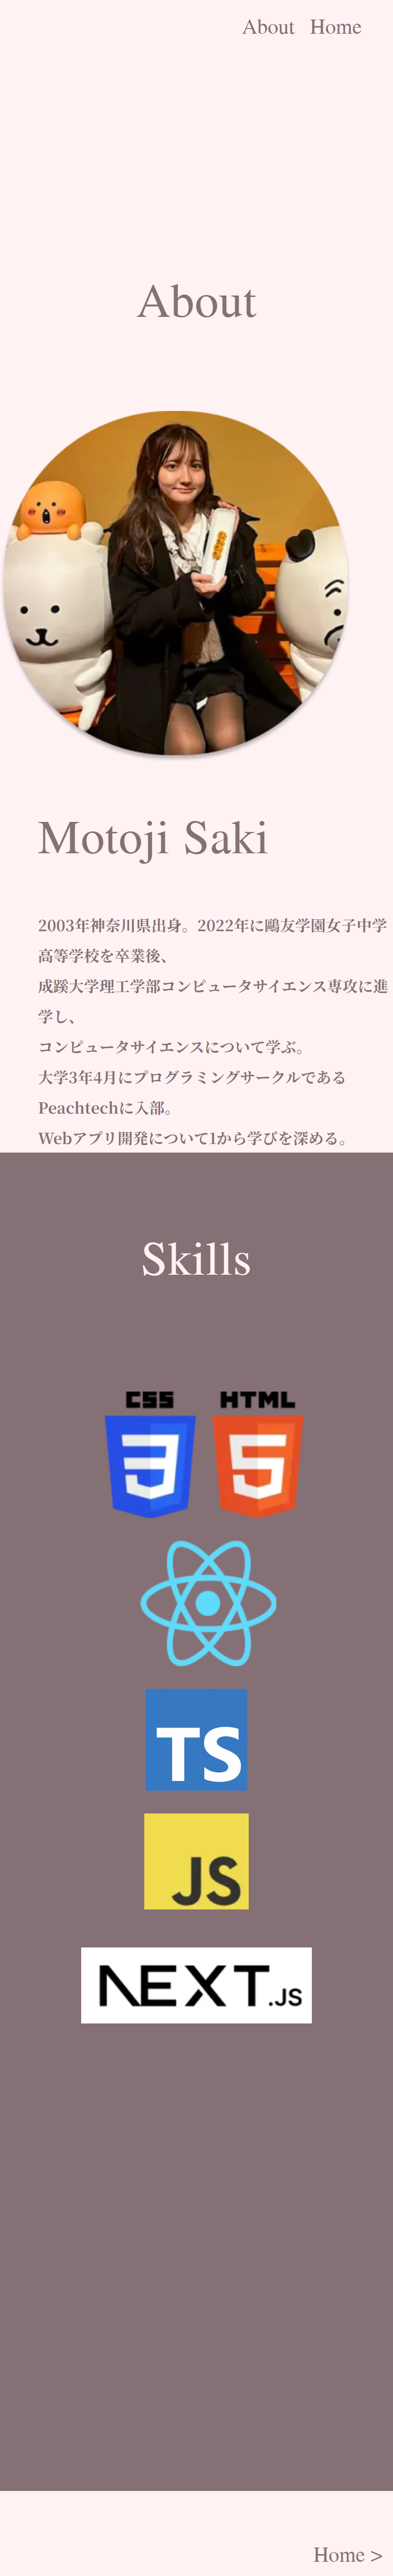 About Home
About
Motoji Saki
2003年神奈川県出身。2022年に鷗友学園女子中学
高等学校を卒業後、
成蹊大学理工学部コンピュータサイエンス専攻に進
学し、
コンピュータサイエンスについて学ぶ。
大学3年4月にプログラミングサークルである
Peachtechに入部。
Webアプリ開発について1から学びを深める。
Skills
CSS HTML
3 5
TS
JS
NEXT.JS
Home >